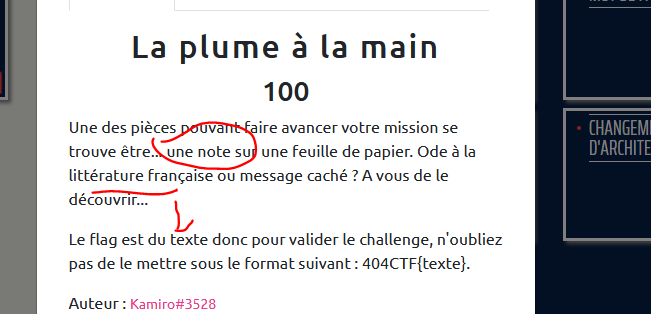 La plume à la main
100
Une des pièces pouvant faire avancer votre mission se
trouve être... une note sur une feuille de papier. Ode à la
littérature française ou message caché ? A vous de le
découvrir...
Le flag est du texte donc pour valider le challenge, n'oubliez
pas de le mettre sous le format suivant : 404CTF{texte}.
Auteur : Kamiro#3528
CHANGEM
D'ARCHITE